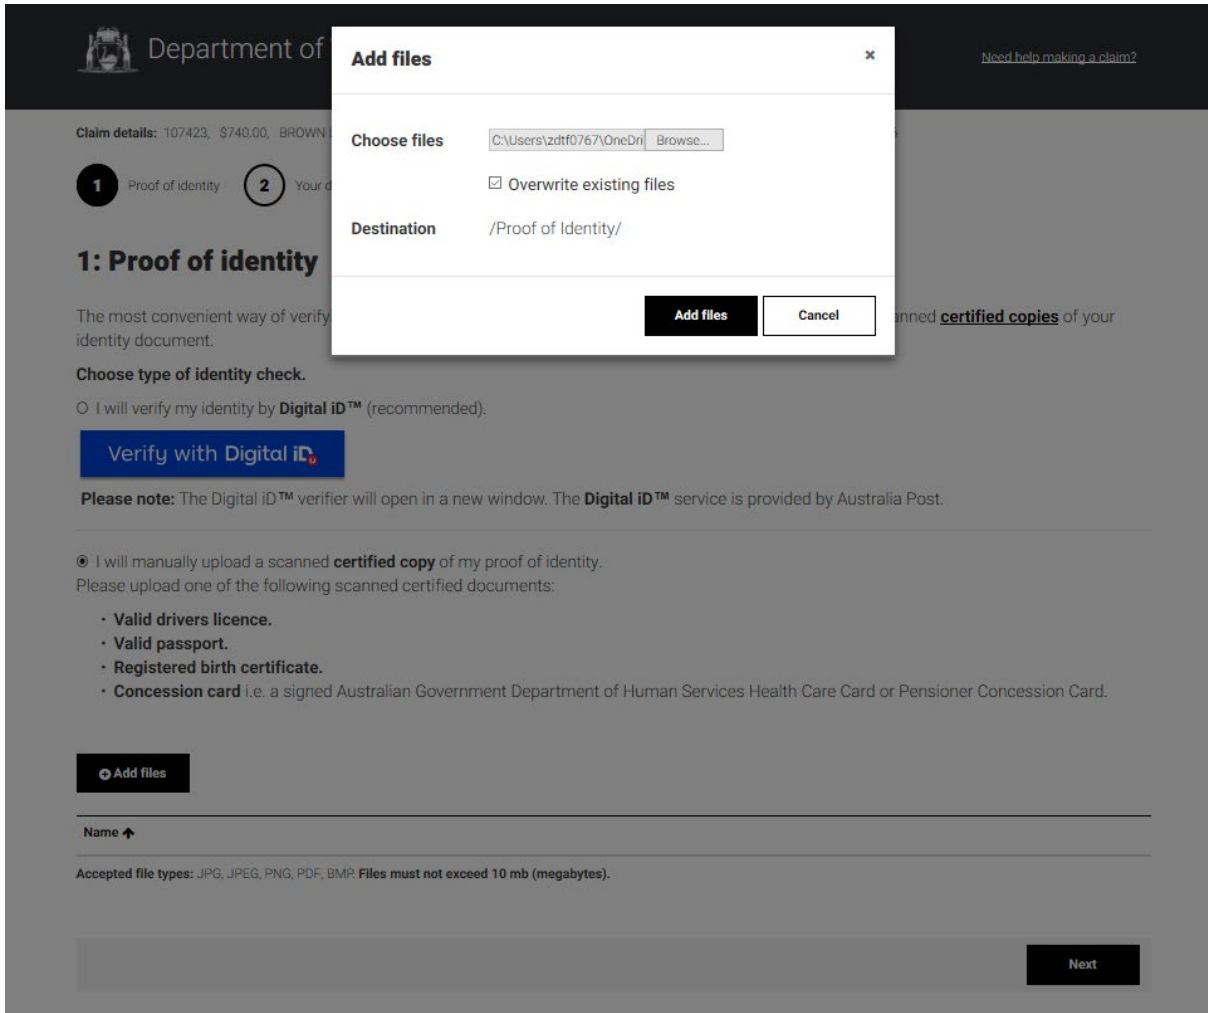 Department of
Need help making a claim?
Claim details: 107423, $740.00, BROWN
1 Proof of identity 2 Your d
1: Proof of identity
The most convenient way of verify
anned certified copies of your
identity document.
Choose type of identity check.
I will verify my identity by Digital iD™ (recommended).
Verify with Digital iD
Please note: The Digital iD™ verifier will open in a new window. The Digital iD™ service is provided by Australia Post.
I will manually upload a scanned certified copy of my proof of identity.
Please upload one of the following scanned certified documents:
• Valid drivers licence.
• Valid passport.
• Registered birth certificate.
• Concession card i.e. a signed Australian Government Department of Human Services Health Care Card or Pensioner Concession Card.
Add files
Name
Accepted file types: JPG, JPEG, PNG, PDF, BMP. Files must not exceed 10 mb (megabytes).
Next
Add files ×
Choose files C:\Users\zdtf0767\OneDri Browse...
Overwrite existing files
Destination /Proof of Identity/
Add files Cancel